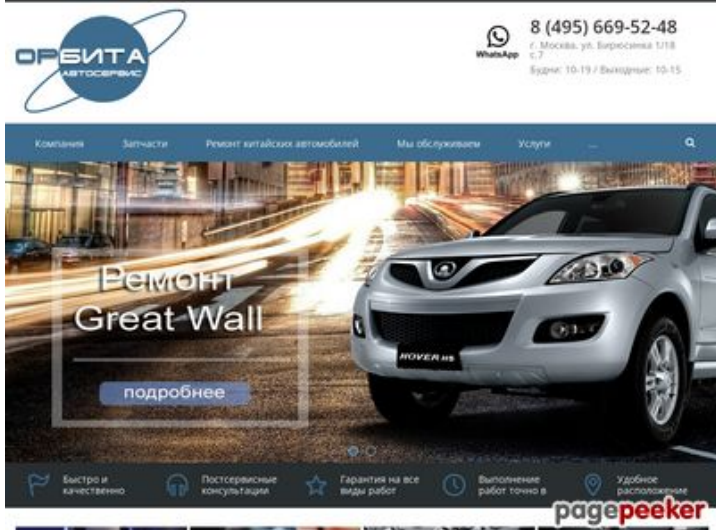 ОРБИТА
АВТОСЕРВИС
WhatsApp
8 (495) 669-52-48
г. Москва, ул. Бирюсинка 1/18
с.7
Будни: 10-19 / Выходные: 10-15
Компания Запчасти Ремонт китайских автомобилей Мы обслуживаем Услуги ...
Ремонт
Great Wall
подробнее
HOVER H5
Быстро и
качественно
Постсервисные
консультации
Гарантия на все
виды работ
Выполнение
работ точно в
Удобное
расположение
pagepeeker